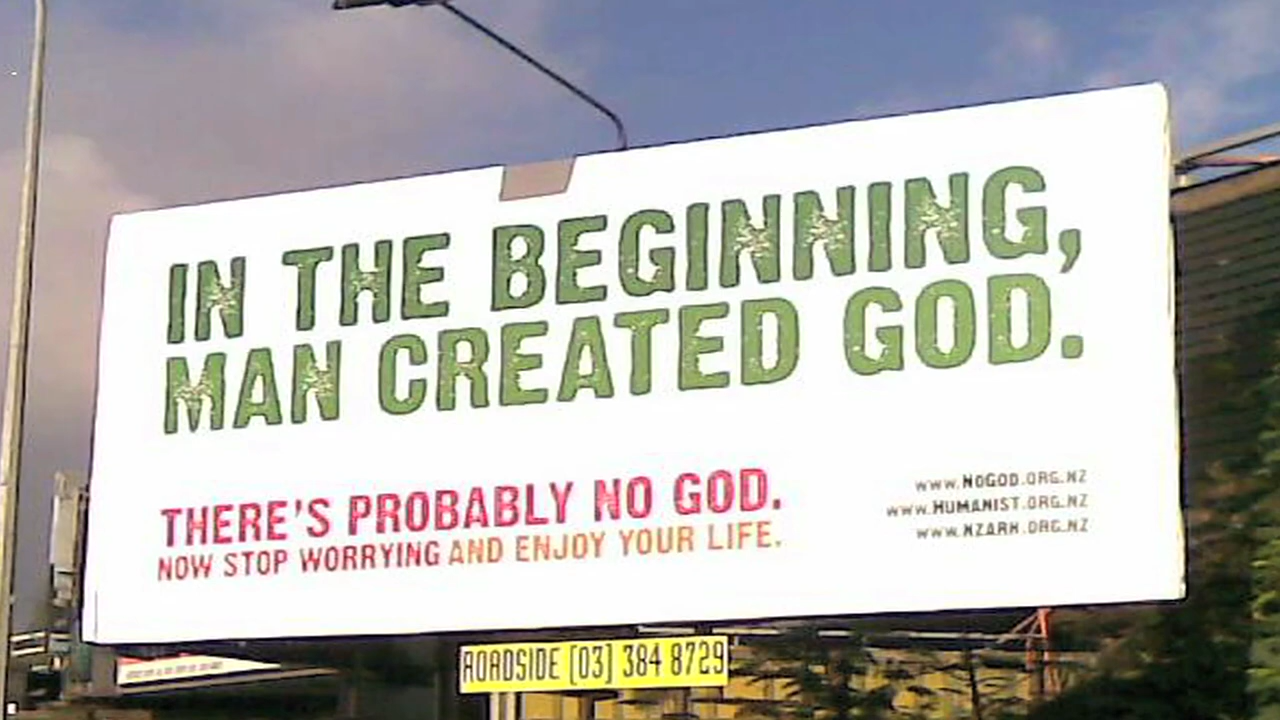 IN THE BEGINNING,
MAN CREATED GOD.
THERE'S PROBABLY NO GOD.
NOW STOP WORRYING AND ENJOY YOUR LIFE.
www.NoGod.org.nz
www.Humanist.org.nz
www.nzarh.org.nz
ROADSIDE [03] 384 8729